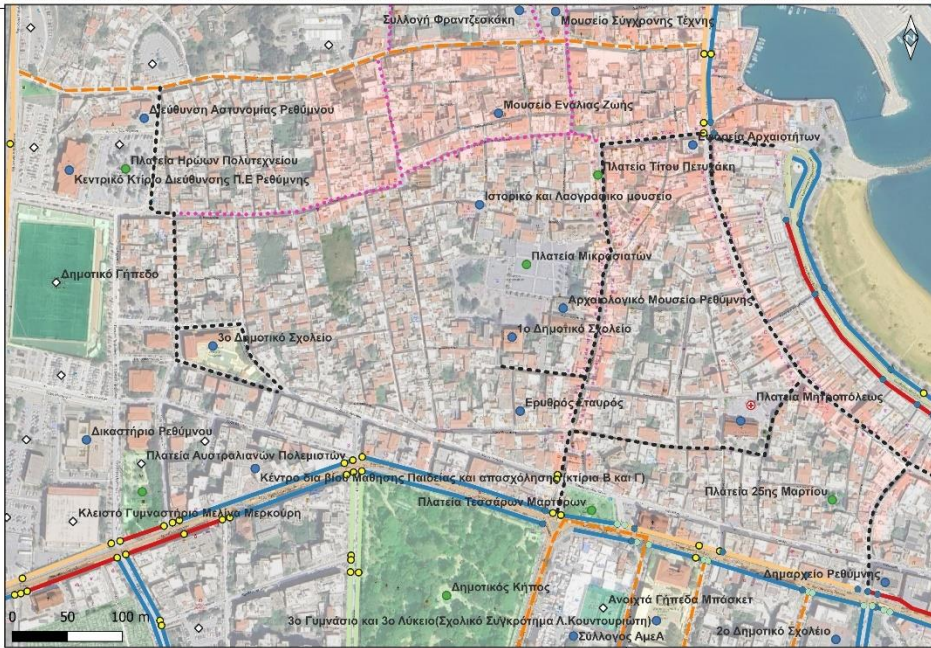 Συλλογή Φραντζεσκάκη
Μουσείο Σύγχρονης Τέχνης
Διεύθυνση Αστυνομίας Ρεθύμνου
Μουσείο Ενάλιας Ζωής
Εφορεία Αρχαιοτήτων
Πλατεία Ηρώων Πολυτεχνείου
Κεντρικό Κτίριο Διεύθυνσης Π.Ε Ρεθύμνης
Πλατεία Τίτου Πετυχάκη
Ιστορικό και Λαογραφικο μουσείο
Πλατεία Μικρασιατών
Δημοτικό Γήπεδο
Αρχαιολογικό Μουσείο Ρεθύμνης
3ο Δημοτικό Σχολείο
1ο Δημοτικό Σχολείο
Πλατεία Μητροπόλεως
Ερυθρός Σταυρός
Δικαστήριο Ρεθύμνου
Πλατεία Αυστραλιανών Πολεμιστών
Κέντρο δια βίου Μάθησης Παιδείας και απασχόλησης (κτίρια Β και Γ)
Πλατεία Τεσσάρων Μαρτύρων
Πλατεία 25ης Μαρτίου
Κλειστό Γυμναστήριο Μελίνα Μερκούρη
Δημαρχείο Ρεθύμνης
Δημοτικός Κήπος
Ανοιχτά Γήπεδα Μπάσκετ
0 50 100 m
3ο Γυμνάσιο και 3ο Λύκειο(Σχολικό Συγκρότημα Λ.Κουντουριώτη)
Σύλλογος ΑμεΑ
2ο Δημοτικό Σχολείο